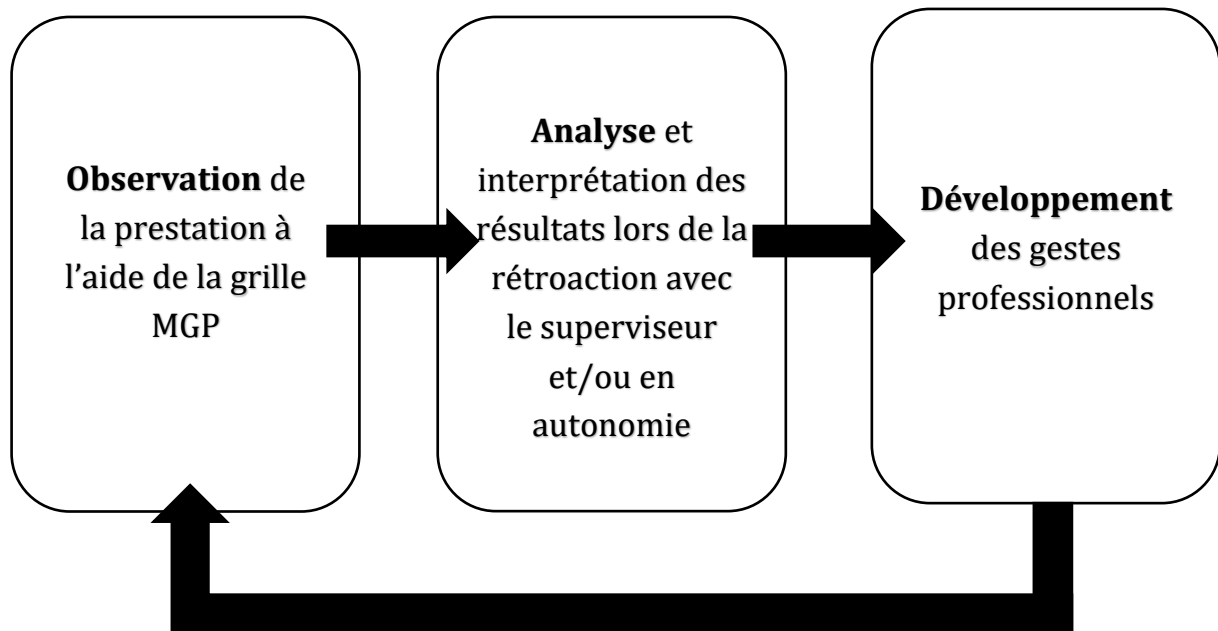 Observation de
la prestation à
l’aide de la grille
MGP
Analyse et
interprétation des
résultats lors de la
rétroaction avec
le superviseur
et/ou en
autonomie
Développement
des gestes
professionnels